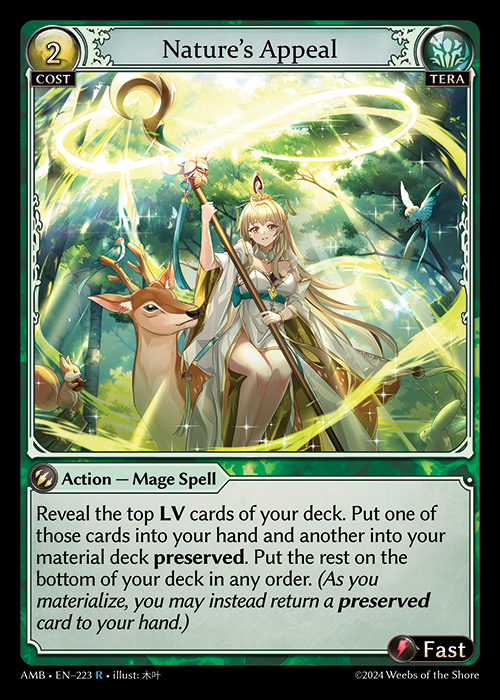 2
Nature's Appeal
COST
TERA
Action — Mage Spell
Reveal the top LV cards of your deck. Put one of
those cards into your hand and another into your
material deck preserved. Put the rest on the
bottom of your deck in any order. (As you
materialize, you may instead return a preserved
card to your hand.)
Fast
AMB • EN-223 R • illust: 木叶
©2024 Weebs of the Shore